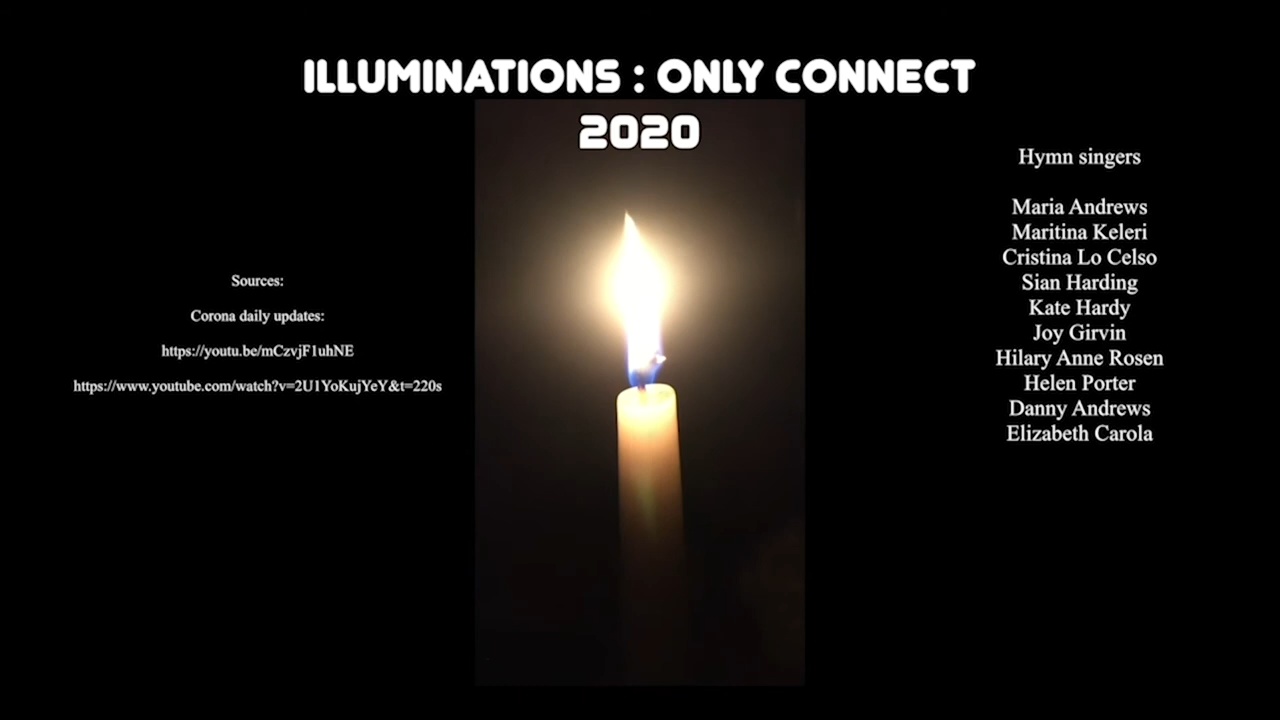 ILLUMINATIONS : ONLY CONNECT
2020
Sources:
Corona daily updates:
https://youtu.be/mCzvjF1uhNE
https://www.youtube.com/watch?v=2U1YoKujYeY&t=220s
Hymn singers
Maria Andrews
Maritina Keleri
Cristina Lo Celso
Sian Harding
Kate Hardy
Joy Girvin
Hilary Anne Rosen
Helen Porter
Danny Andrews
Elizabeth Carola